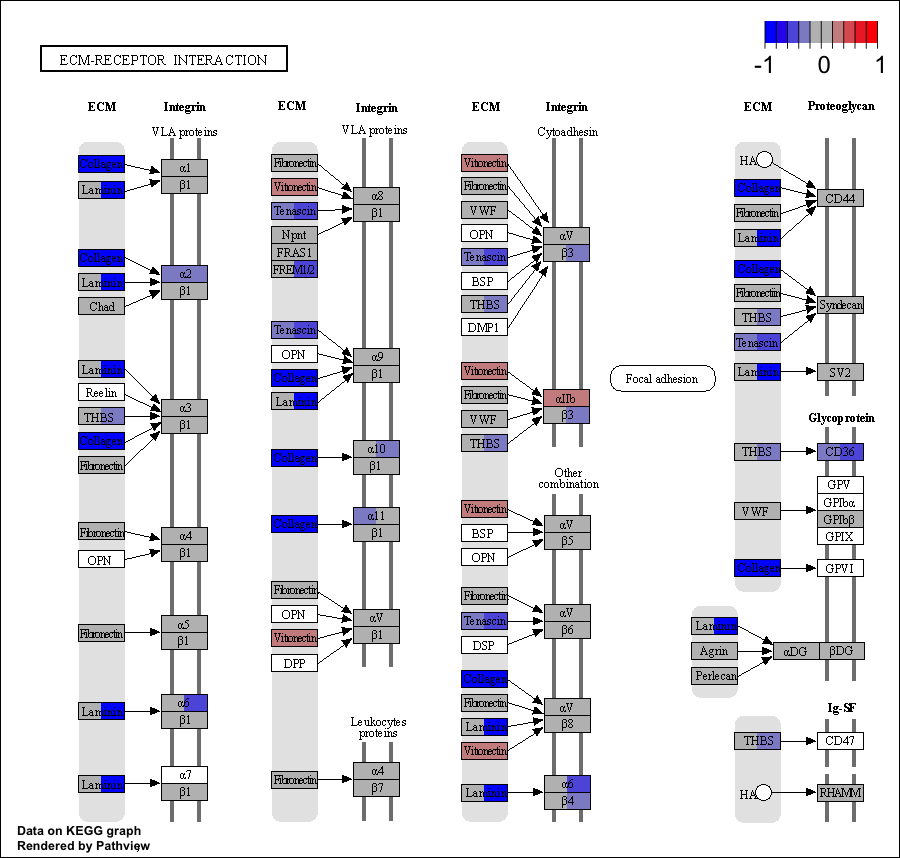 ECM-RECEPTOR INTERACTION
-1 0 1
ECM Integrin
VLA proteins
Collagen
α1
Laminin
β1
Collagen
α2
Laminin
β1
Chad
Laminin
Reelin
α3
THBS
β1
Collagen
Fibronectin
Fibronectin
α4
OPN
β1
α5
Fibronectin
β1
α6
Laminin
β1
α7
Laminin
β1
ECM Integrin
VLA proteins
Fibronectin
Vitronectin
α8
Tenascin
β1
Npnt
FRAS1
FREM1/2
Tenascin
OPN
α9
Collagen
β1
Laminin
α10
Collagen
β1
α11
Collagen
β1
Fibronectin
OPN
αV
Vitronectin
β1
DPP
Leukocytes
proteins
α4
Fibronectin
β7
ECM Integrin
Cytoadhesin
Vitronectin
Fibronectin
VWF
OPN
αV
Tenascin
β3
BSP
THBS
DMP1
Vitronectin
Fibronectin
αIIb
VWF
β3
THBS
Other
combination
Vitronectin
αV
BSP
β5
OPN
Fibronectin
αV
Tenascin
β6
DSP
Collagen
Fibronectin
αV
Laminin
β8
Vitronectin
α6
Laminin
β4
Focal adhesion
ECM Proteoglycan
HA
Collagen
CD44
Fibronectin
Laminin
Collagen
Fibronectin
Syndecan
THBS
Tenascin
Laminin
SV2
Glycoprotein
THBS
CD36
GPV
GPIbα
VWF
GPIbβ
GPIX
Collagen
GPVI
Laminin
Agrin
αDG βDG
Perlecan
Ig-SF
THBS
CD47
HA
RHAMM
Data on KEGG graph
Rendered by Pathview